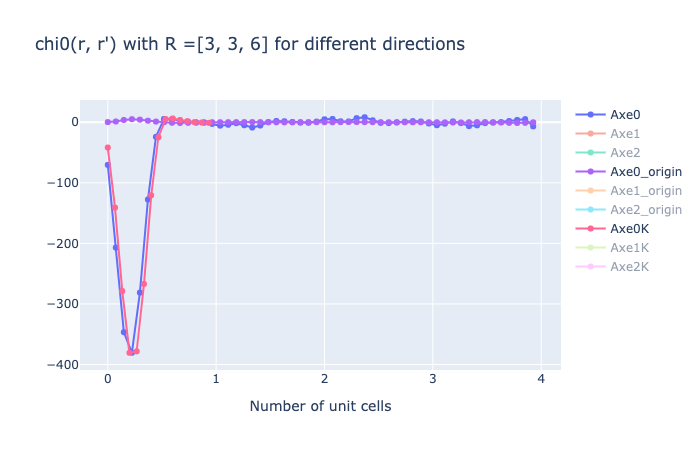 chi0(r, r') with R =[3, 3, 6] for different directions
0
−100
−200
−300
−400
0 1 2 3 4
Number of unit cells
Axe0
Axe1
Axe2
Axe0_origin
Axe1_origin
Axe2_origin
Axe0K
Axe1K
Axe2K